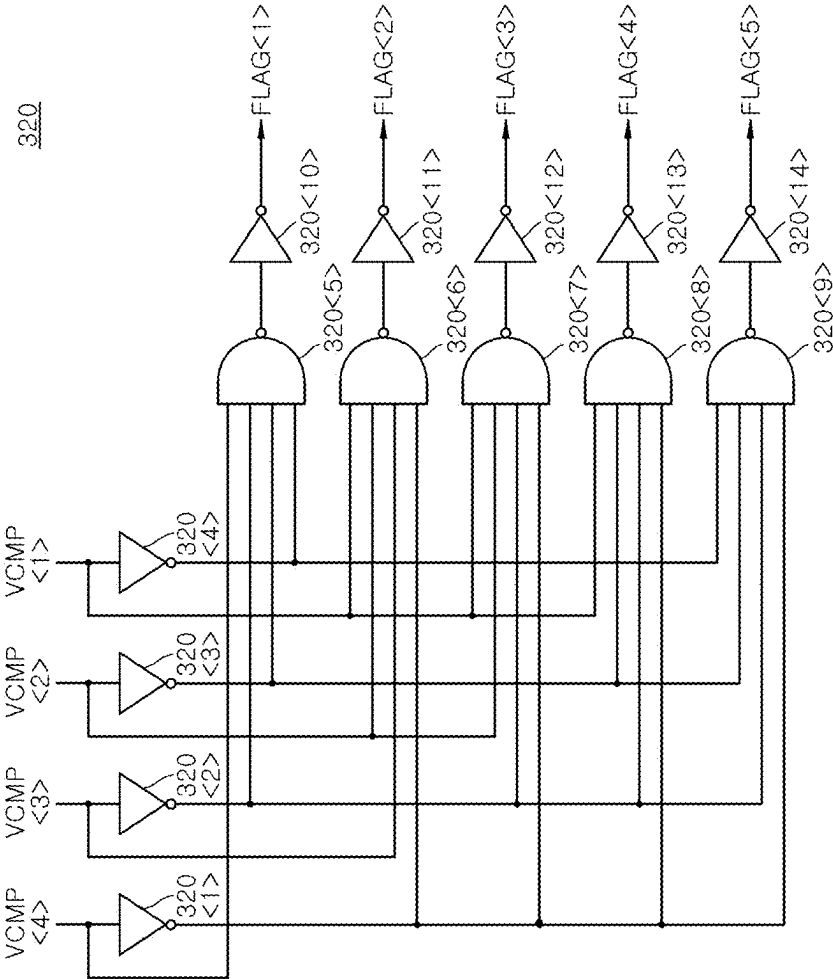 320
FLAG<1>
FLAG<2>
FLAG<3>
FLAG<4>
FLAG<5>
320<10>
320<11>
320<12>
320<13>
320<14>
320<5>
320<6>
320<7>
320<8>
320<9>
VCMP
<1>
320
<4>
VCMP
<2>
320
<3>
VCMP
<3>
320
<2>
VCMP
<4>
320
<1>